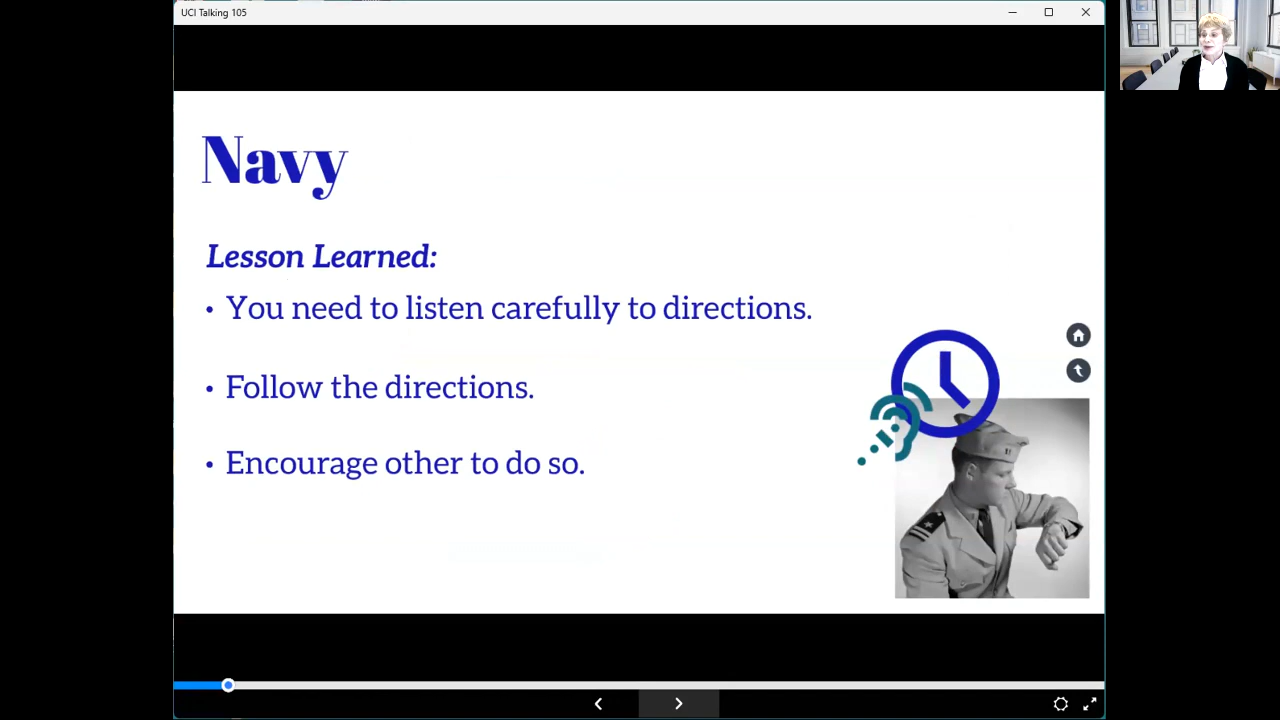 UCI Talking 105
Navy
Lesson Learned:
• You need to listen carefully to directions.
• Follow the directions.
• Encourage other to do so.